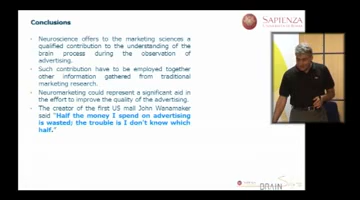 Conclusions
SAPIENZA
UNIVERSITÀ DI ROMA
• Neuroscience offers to the marketing sciences a
qualified contribution to the understanding of the
brain process during the observation of
advertising.
• Such contribution have to be employed together
other information gathered from traditional
marketing research.
• Neuromarketing could represent a significant aid in
the effort to improve the quality of the advertising.
• The creator of the first US mail John Wanamaker
said "Half the money I spend on advertising
is wasted; the trouble is I don't know which
half."
BRAIN